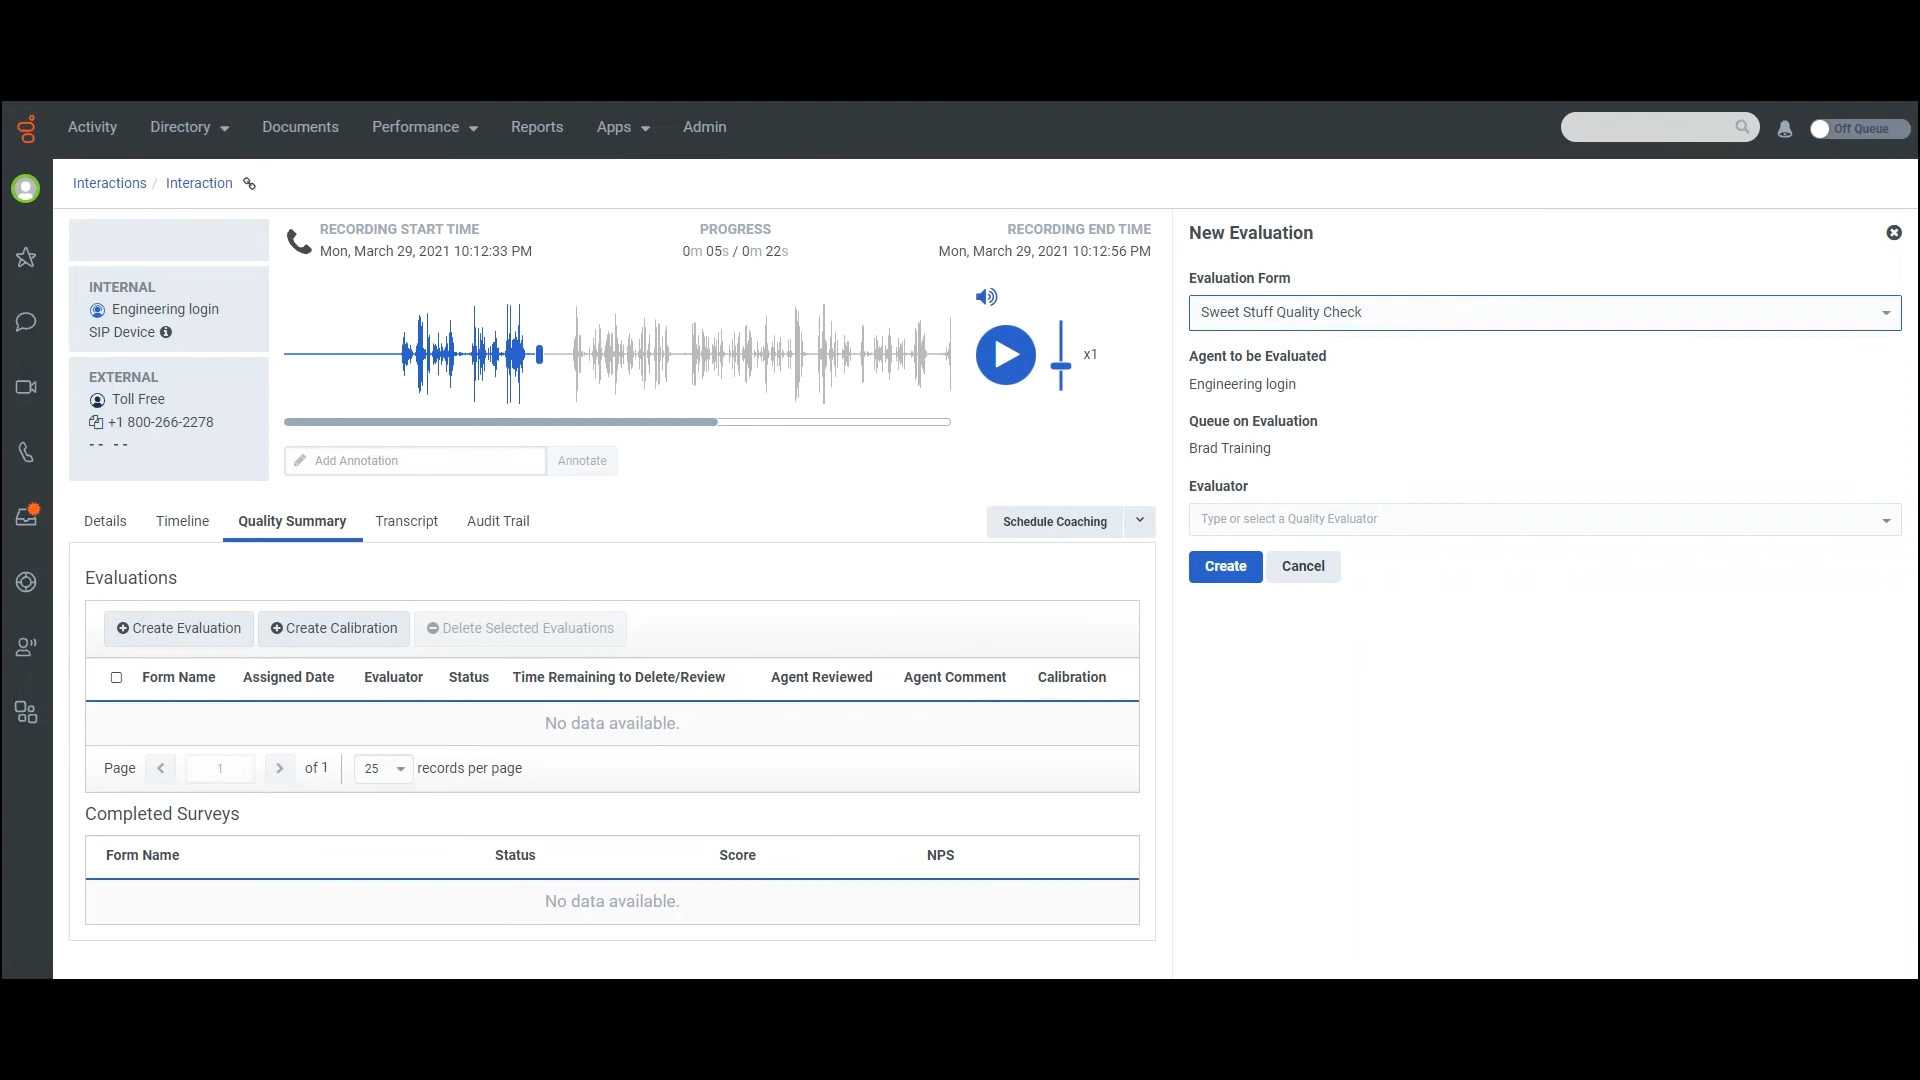 Activity
Directory
Documents
Performance
Reports
Apps
Admin
Off Queue
Interactions / Interaction
INTERNAL
Engineering login
SIP Device
EXTERNAL
Toll Free
+1 800-266-2278
-- --
RECORDING START TIME
Mon, March 29, 2021 10:12:33 PM
PROGRESS
0m 05s / 0m 22s
RECORDING END TIME
Mon, March 29, 2021 10:12:56 PM
x1
Add Annotation
Annotate
Details
Timeline
Quality Summary
Transcript
Audit Trail
Schedule Coaching
Evaluations
Create Evaluation
Create Calibration
Delete Selected Evaluations
Form Name
Assigned Date
Evaluator
Status
Time Remaining to Delete/Review
Agent Reviewed
Agent Comment
Calibration
No data available.
Page
1
of 1
25
records per page
Completed Surveys
Form Name
Status
Score
NPS
No data available.
New Evaluation
Evaluation Form
Sweet Stuff Quality Check
Agent to be Evaluated
Engineering login
Queue on Evaluation
Brad Training
Evaluator
Type or select a Quality Evaluator
Create
Cancel